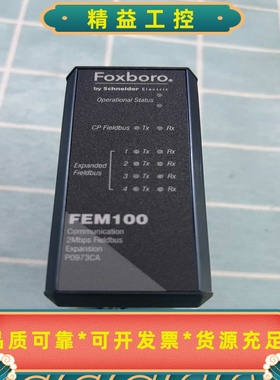 精益工控
Foxboro®
by Schneider Electric
Operational Status
CP Fieldbus Tx Rx
1 Tx Rx
Expanded 2 Tx Rx
Fieldbus 3 Tx Rx
4 Tx Rx
FEM100
Communication
2Mbps Fieldbus
Expansion
P0973CA
品质可靠*可开发票*货源充足